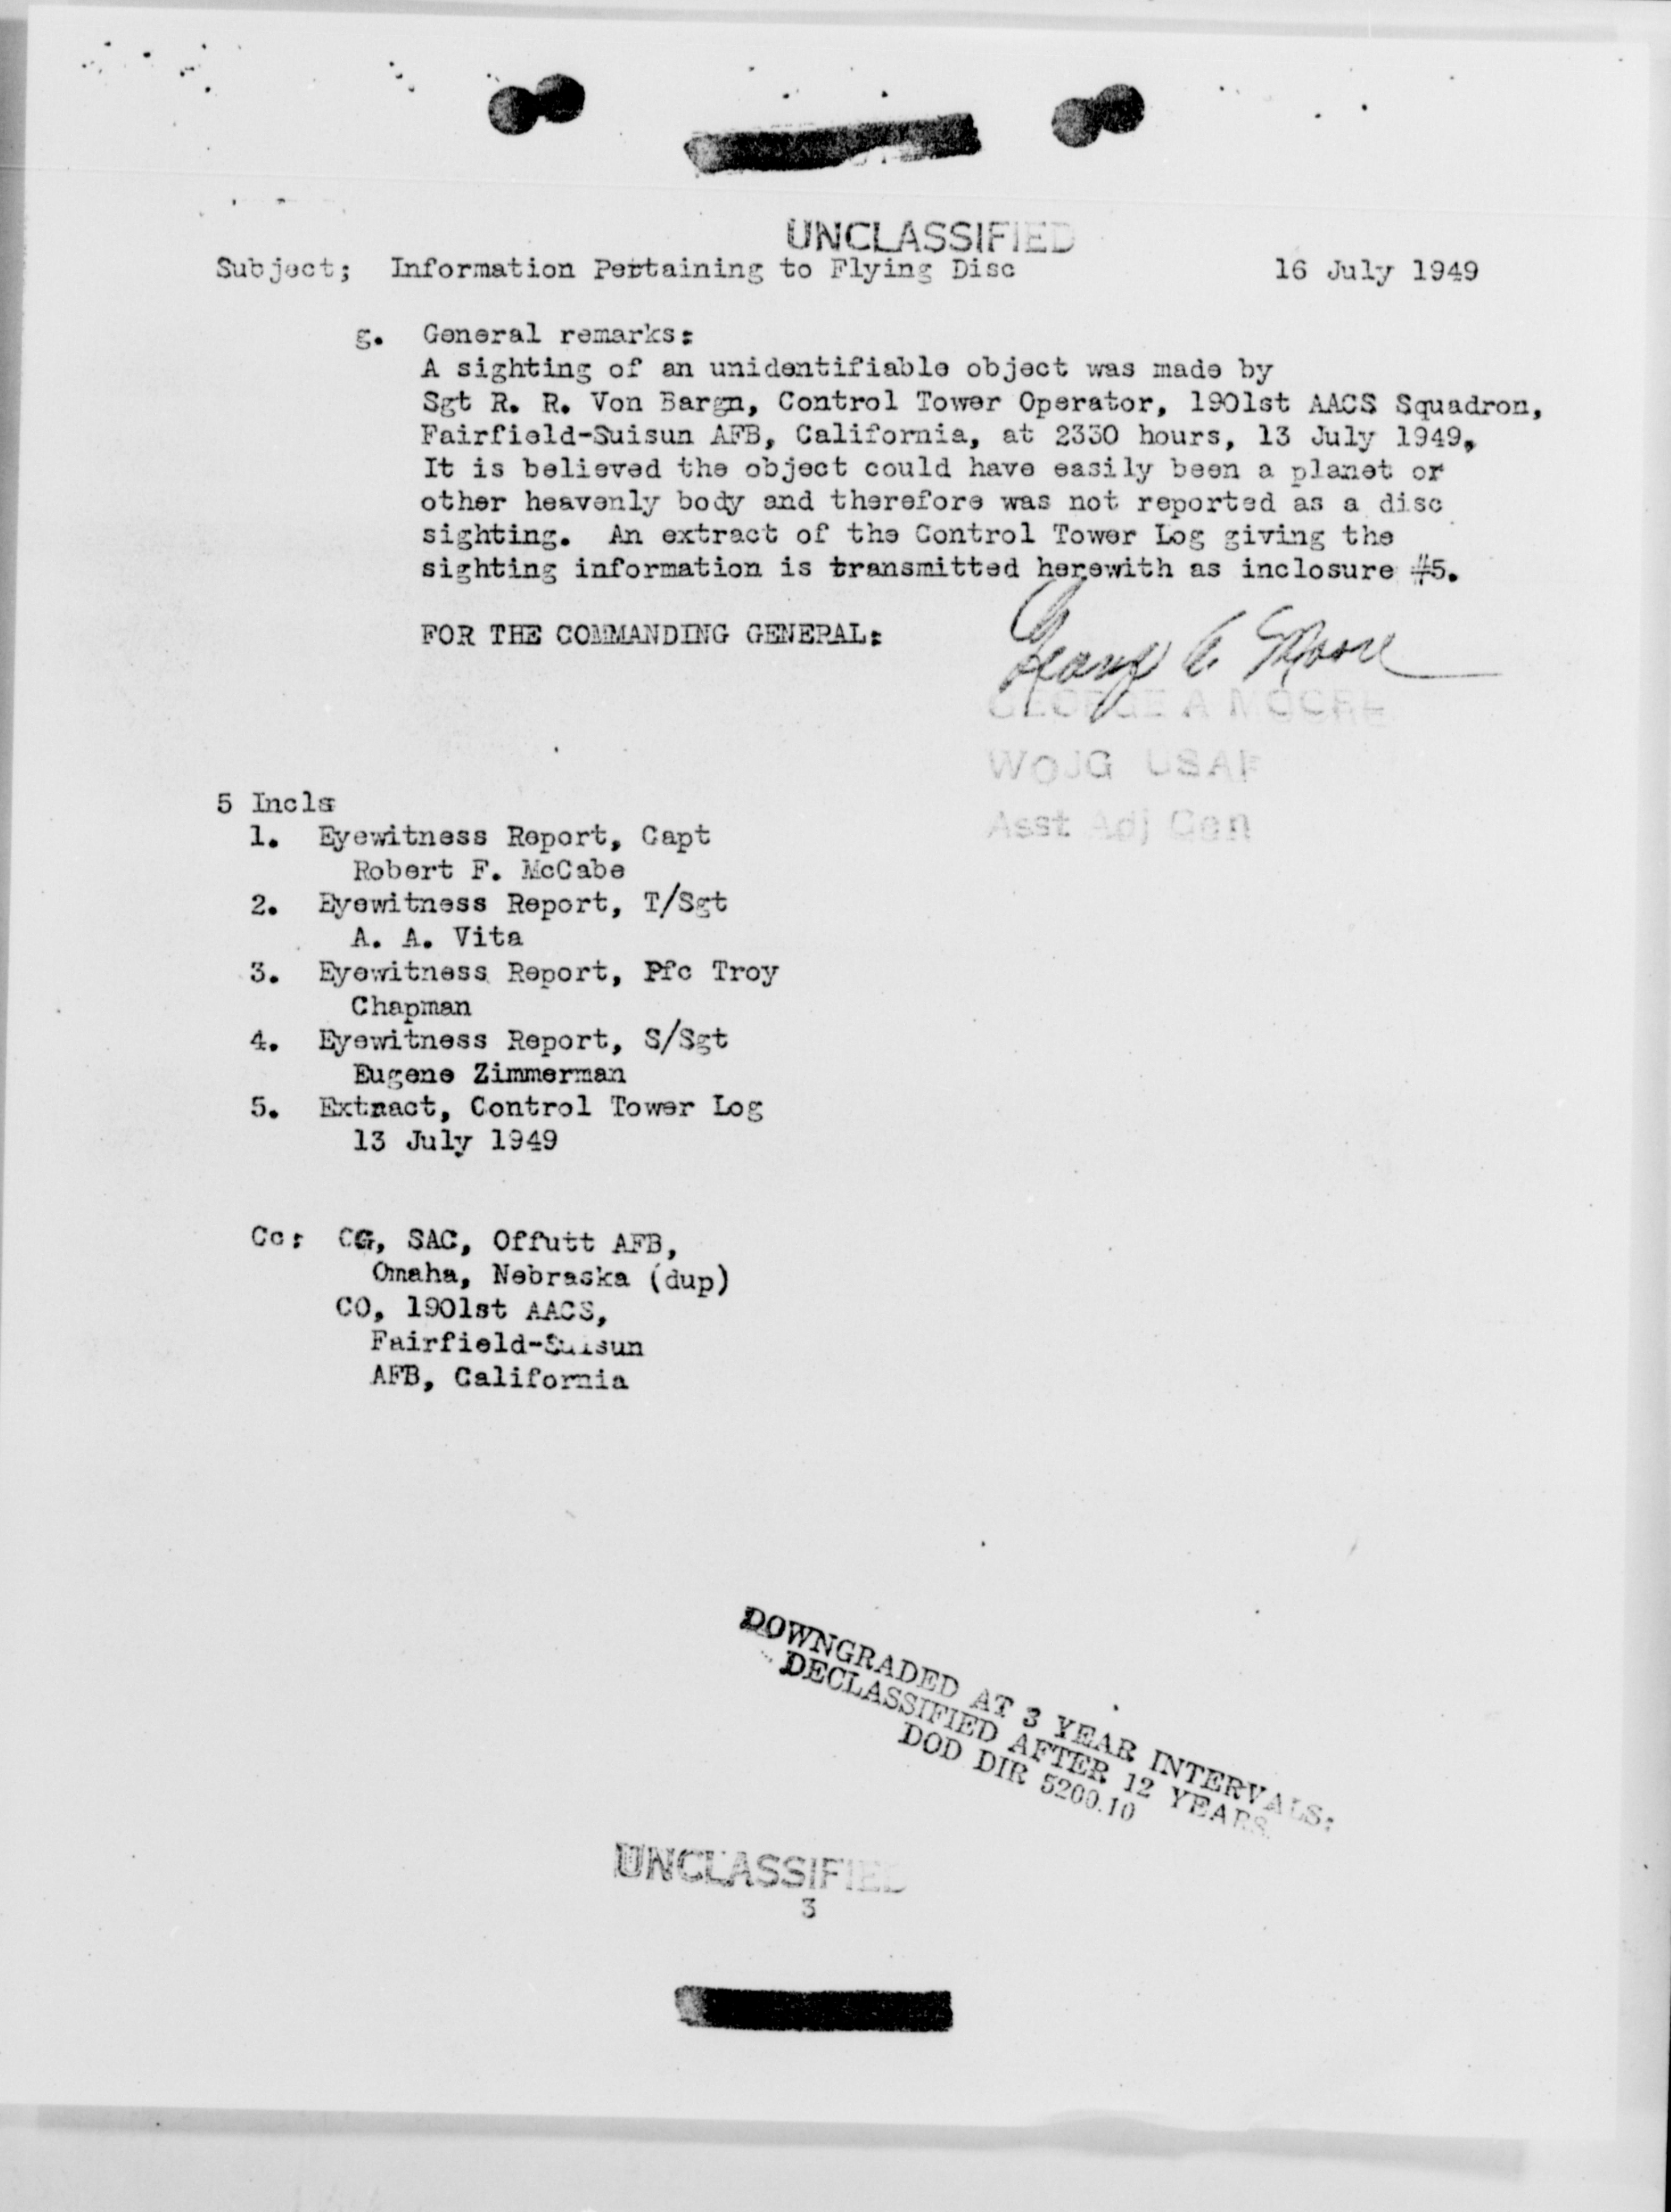 UNCLASSIFIED
Subject; Information Pertaining to Flying Disc 16 July 1949
g. General remarks:
A sighting of an unidentifiable object was made by
Sgt R. R. Von Bargn, Control Tower Operator, 1901st AACS Squadron,
Fairfield-Suisun AFB, California, at 2330 hours, 13 July 1949.
It is believed the object could have easily been a planet or
other heavenly body and therefore was not reported as a disc
sighting. An extract of the Control Tower Log giving the
sighting information is transmitted herewith as inclosure #5.
FOR THE COMMANDING GENERAL:
George A. Moore
GEORGE A MOORE
WOJG USAF
Asst Adj Gen
5 Incls
1. Eyewitness Report, Capt
Robert F. McCabe
2. Eyewitness Report, T/Sgt
A. A. Vita
3. Eyewitness Report, Pfc Troy
Chapman
4. Eyewitness Report, S/Sgt
Eugene Zimmerman
5. Extract, Control Tower Log
13 July 1949
Cc: CG, SAC, Offutt AFB,
Omaha, Nebraska (dup)
CO, 1901st AACS,
Fairfield-Suisun
AFB, California
DOWNGRADED AT 3 YEAR INTERVALS;
DECLASSIFIED AFTER 12 YEARS.
DOD DIR 5200.10
UNCLASSIFIED
3